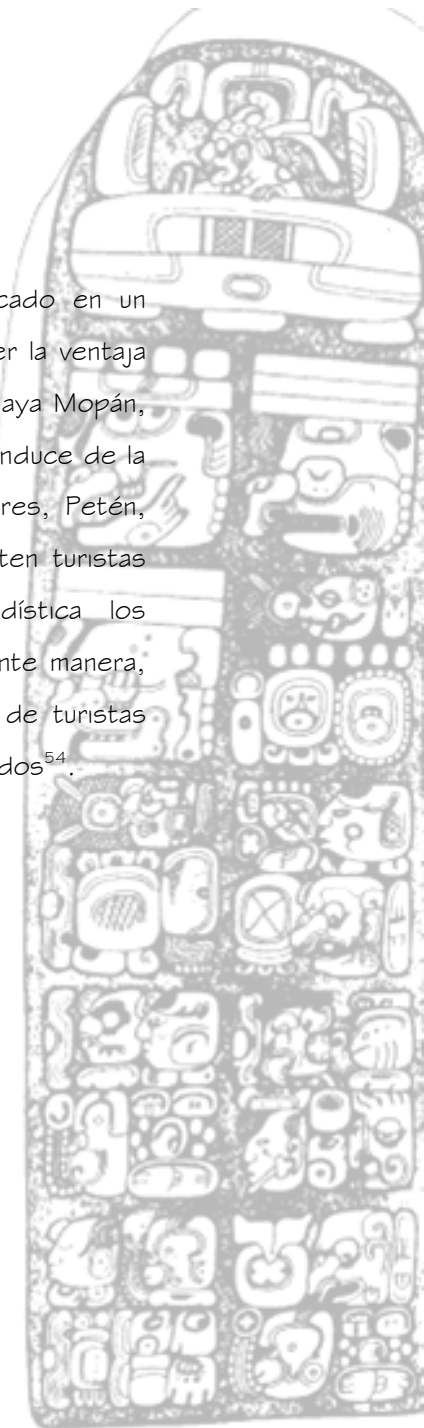 cado en un
er la ventaja
aya Mopán,
nduce de la
res, Petén,
ten turistas
dística los
nte manera,
de turistas
dos⁵⁴.